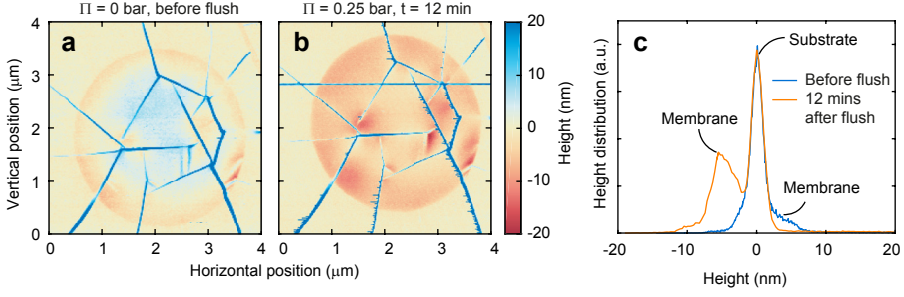 Π = 0 bar, before flush
Π = 0.25 bar, t = 12 min
a
b
c
4
3
2
1
0
Vertical position (μm)
0 1 2 3 4
0 1 2 3 4
Horizontal position (μm)
20
10
0
-10
-20
Height (nm)
Height distribution (a.u.)
Substrate
Before flush
12 mins
after flush
Membrane
Membrane
-20 -10 0 10 20
Height (nm)